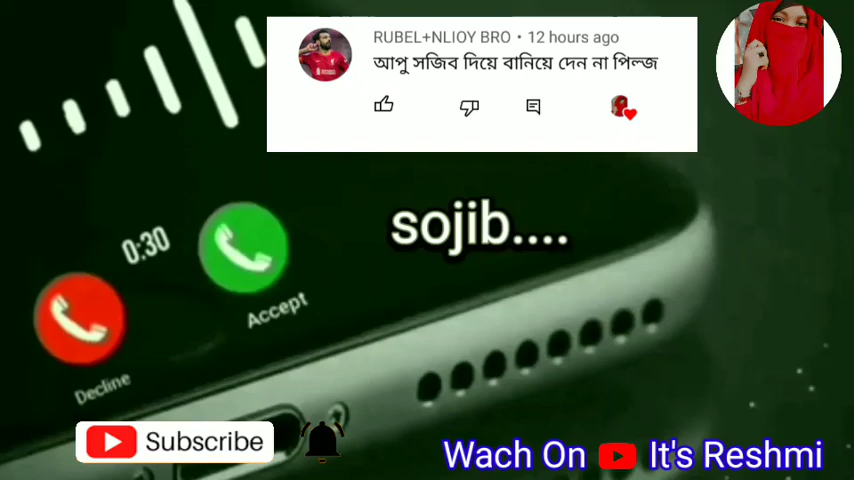 RUBEL+NLIOY BRO • 12 hours ago
আপু সজিব দিয়ে বানিয়ে দেন না পিল্জ
sojib....
0:30
Accept
Decline
Subscribe
Wach On It's Reshmi